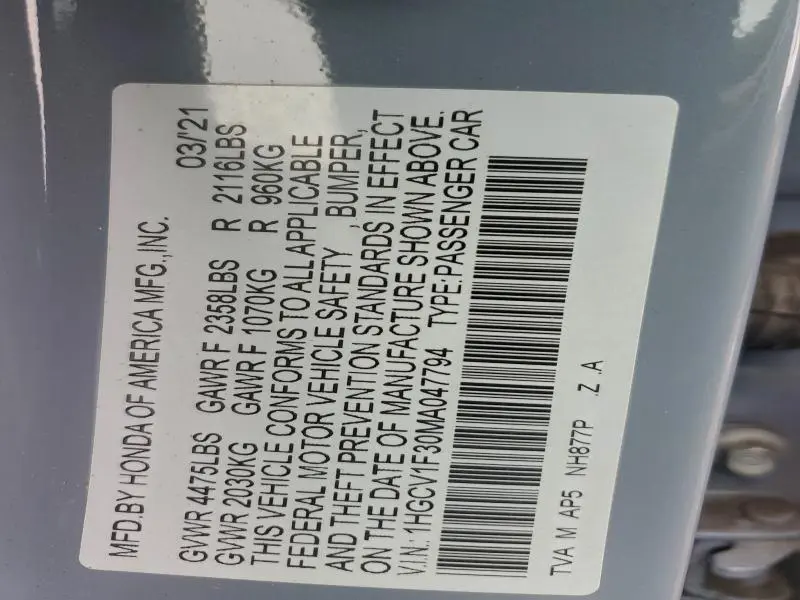 MFD.BY HONDA OF AMERICA MFG.,INC. 03/'21
GVWR 4475LBS GAWR F 2358LBS R 2116LBS
GVWR 2030KG GAWR F 1070KG R 960KG
THIS VEHICLE CONFORMS TO ALL APPLICABLE
FEDERAL MOTOR VEHICLE SAFETY , BUMPER,
AND THEFT PREVENTION STANDARDS IN EFFECT
ON THE DATE OF MANUFACTURE SHOWN ABOVE.
V.I.N.: 1HGCV1F30MA047794 TYPE:PASSENGER CAR
TVA M AP5 NH877P .Z .A